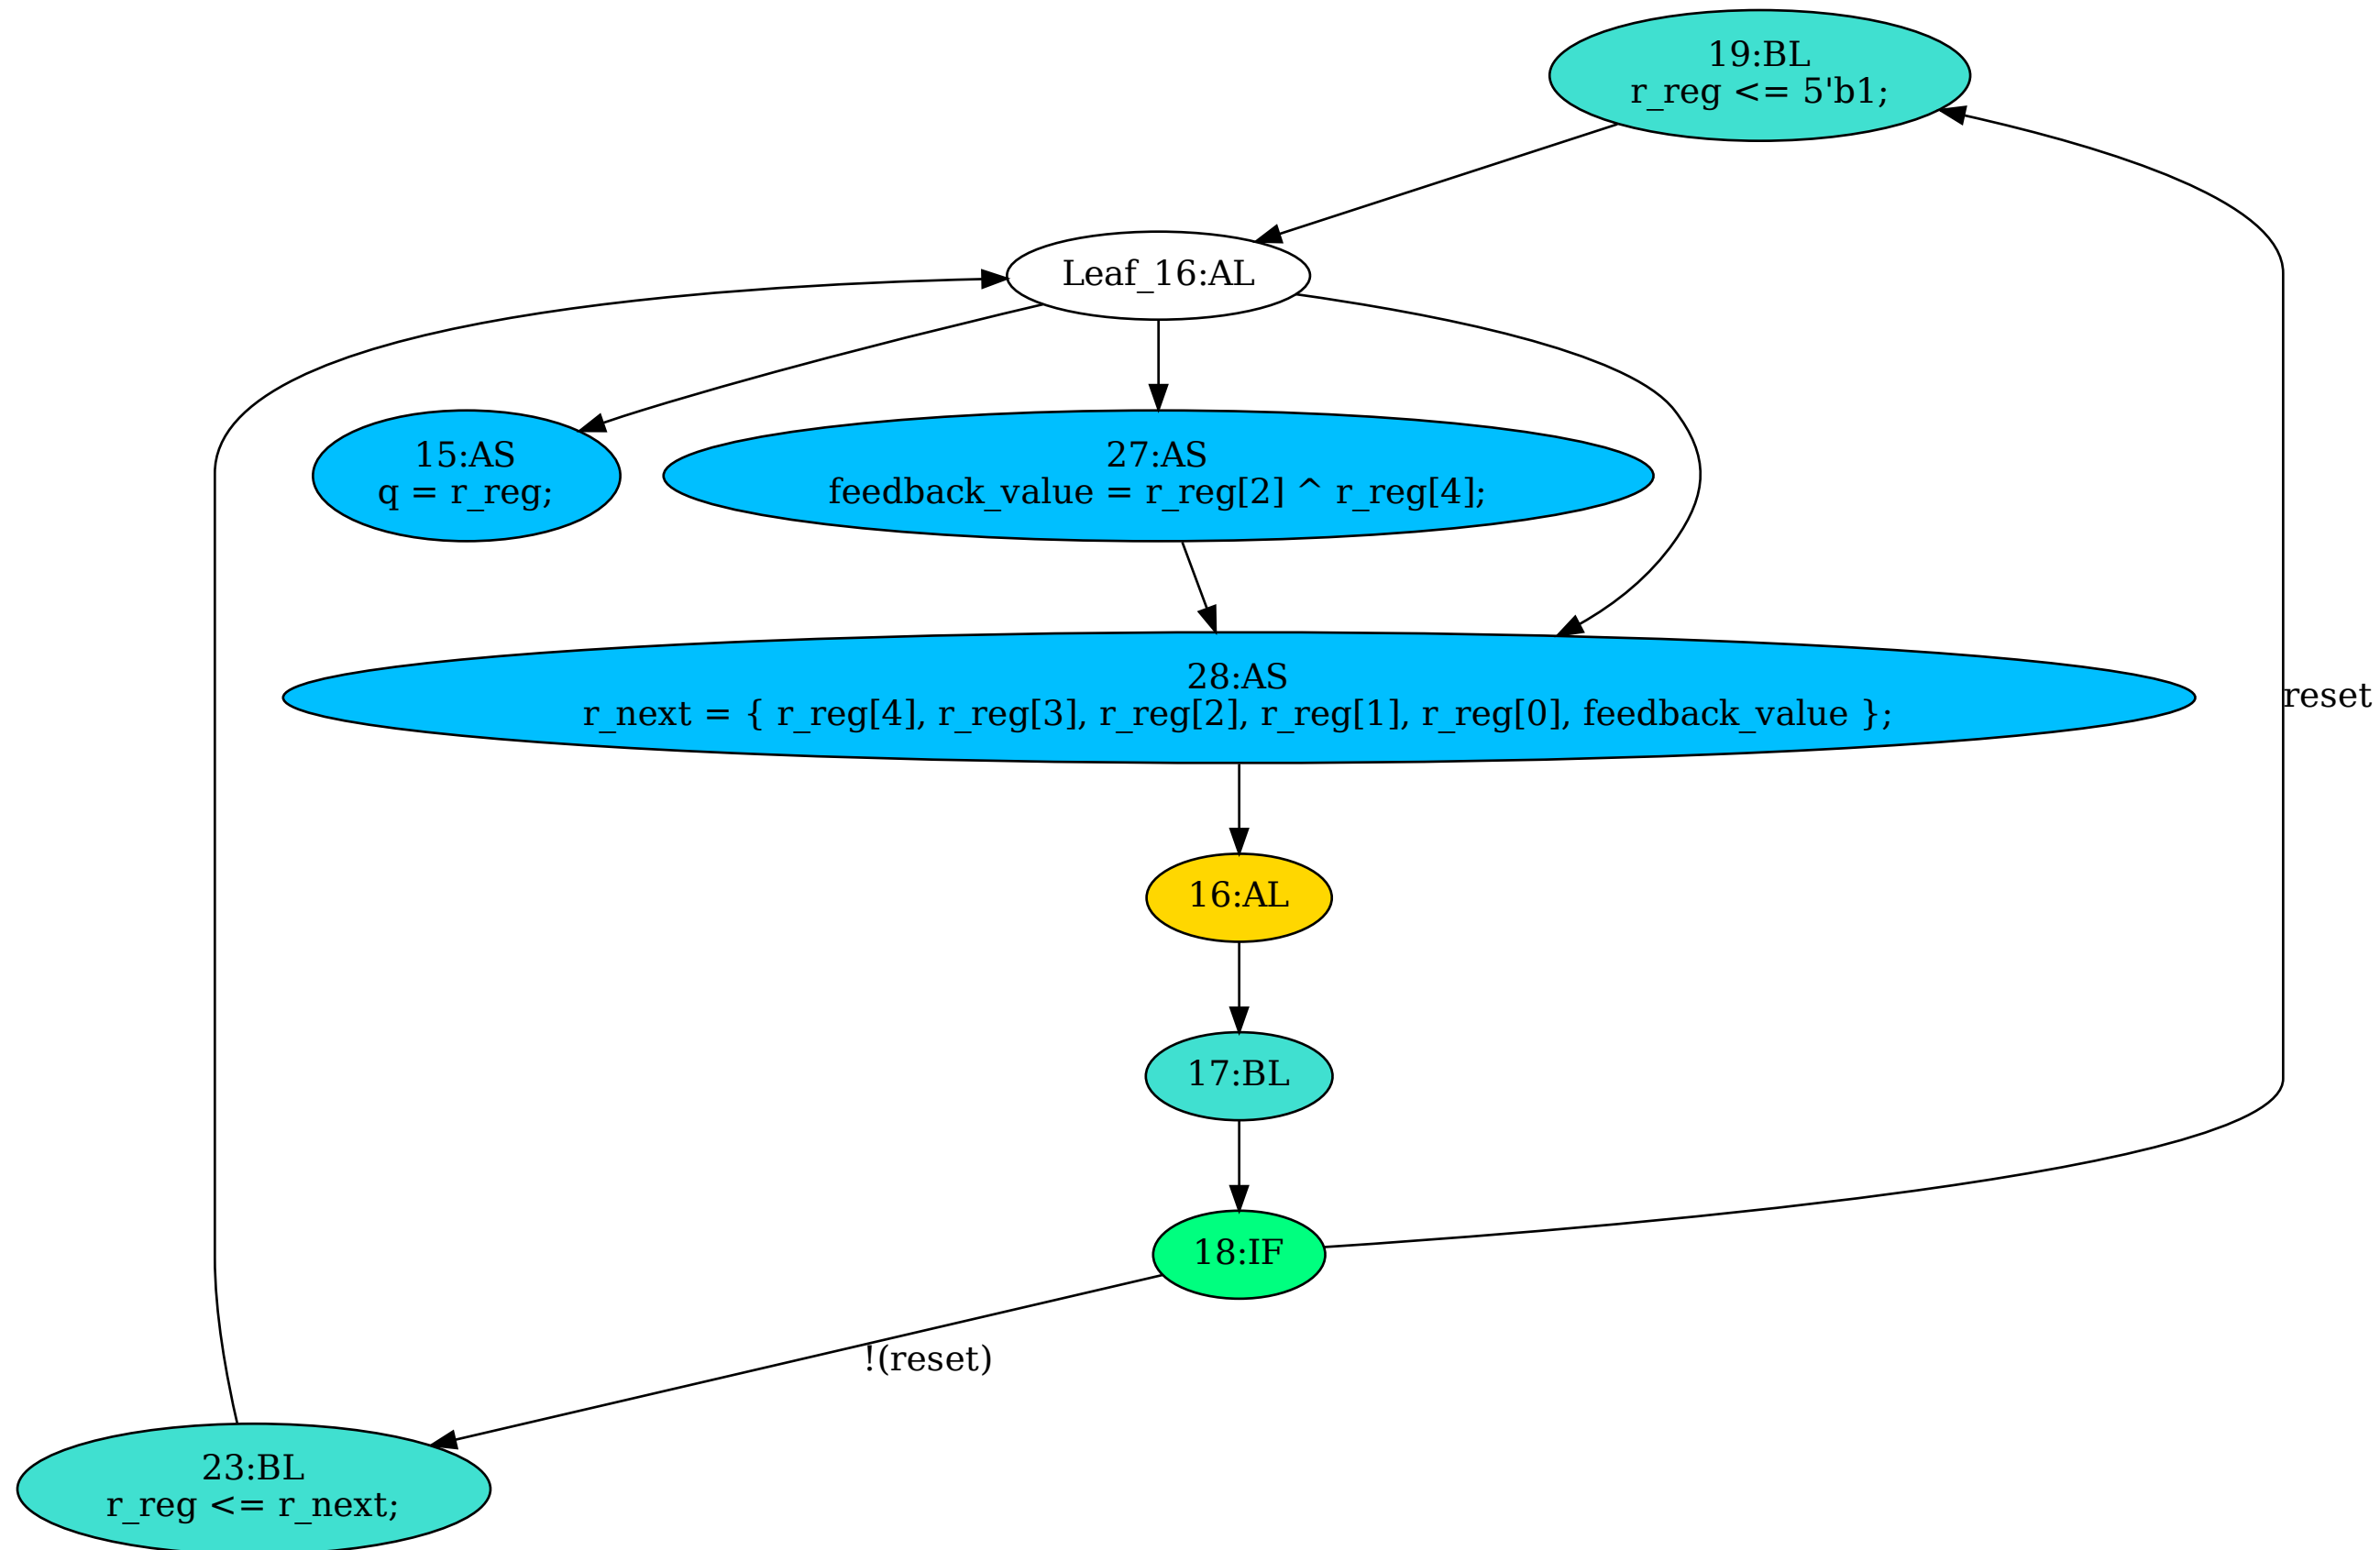 19:BL
r_reg <= 5'b1;
Leaf_16:AL
15:AS
q = r_reg;
27:AS
feedback_value = r_reg[2] ^ r_reg[4];
28:AS
r_next = { r_reg[4], r_reg[3], r_reg[2], r_reg[1], r_reg[0], feedback_value };
reset
16:AL
17:BL
18:IF
!(reset)
23:BL
r_reg <= r_next;